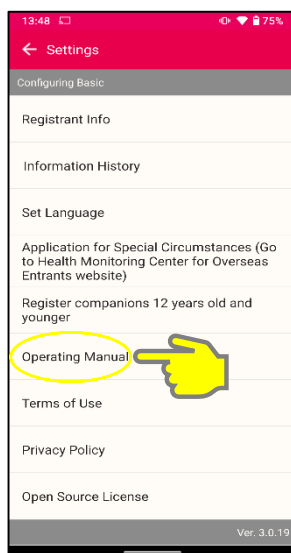 13:48 75%
← Settings
Configuring Basic
Registrant Info
Information History
Set Language
Application for Special Circumstances (Go
to Health Monitoring Center for Overseas
Entrants website)
Register companions 12 years old and
younger
Operating Manual
Terms of Use
Privacy Policy
Open Source License
Ver. 3.0.19